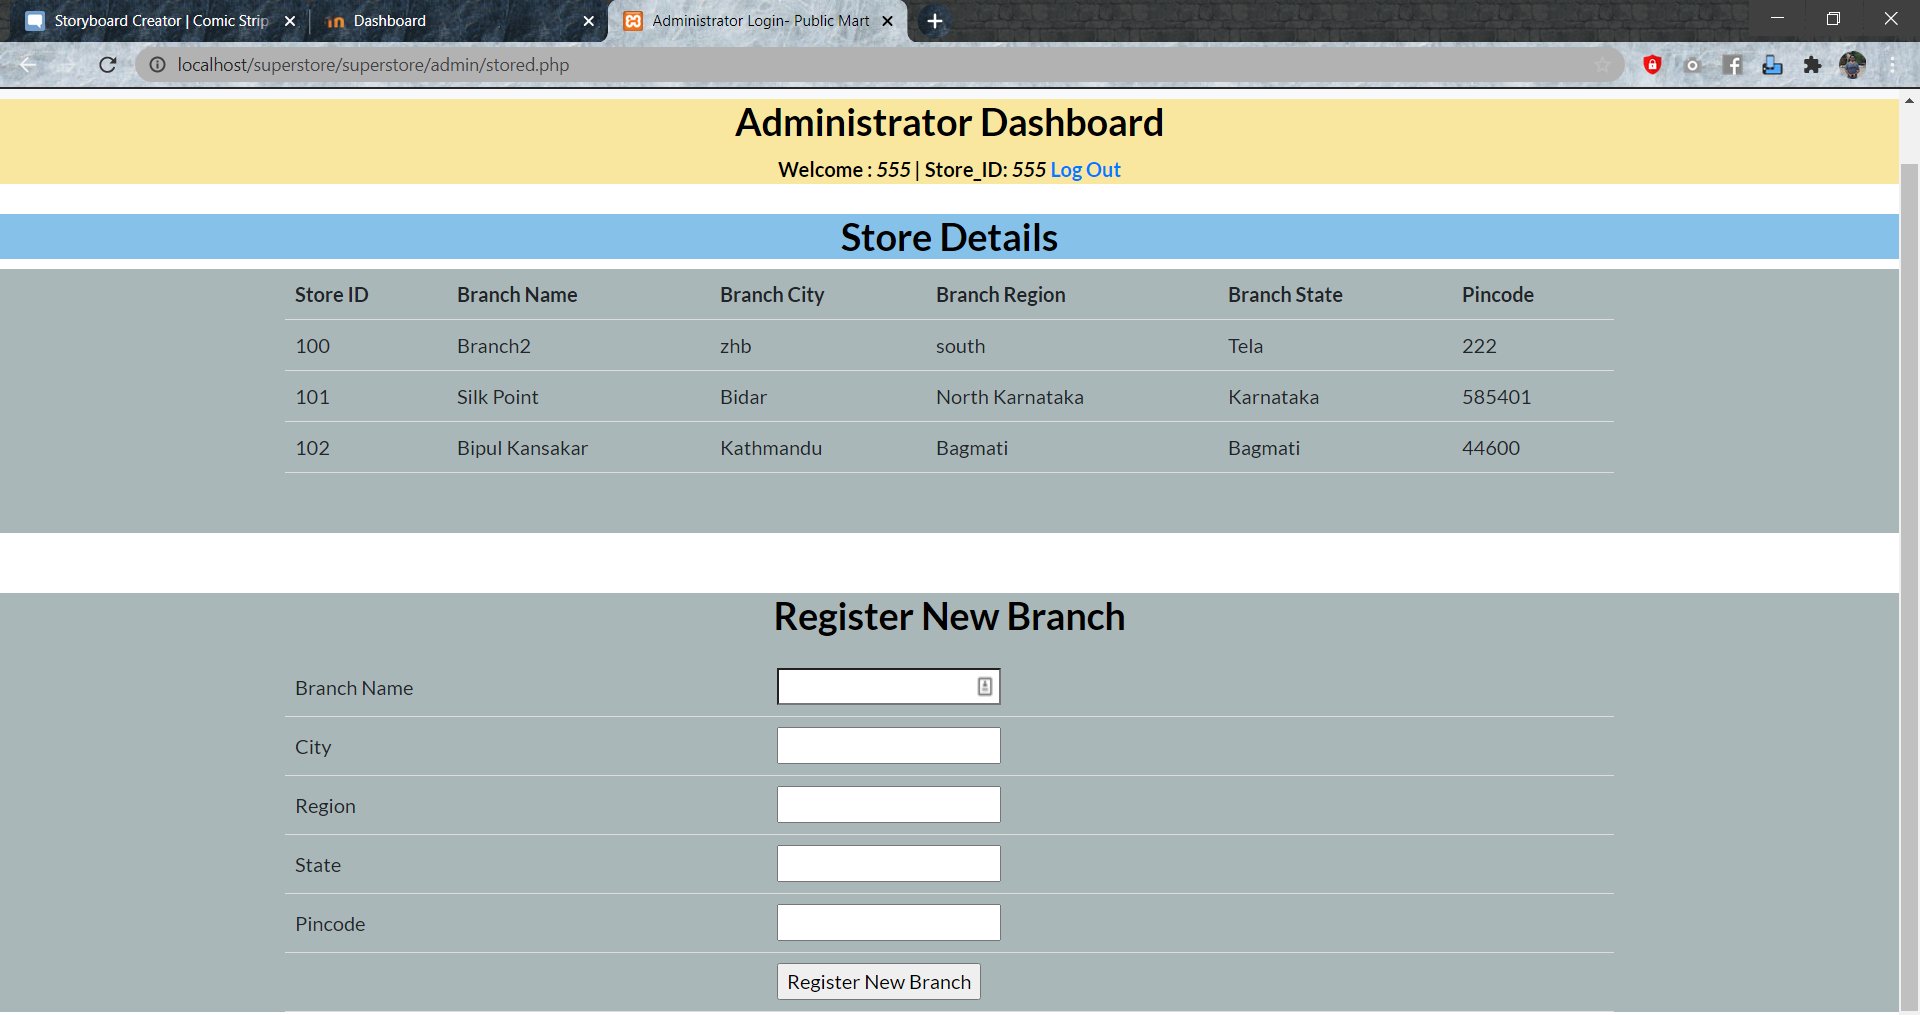 Storyboard Creator | Comic Strip
Dashboard
Administrator Login- Public Mart
localhost/superstore/superstore/admin/stored.php
Administrator Dashboard
Welcome : 555 | Store_ID: 555 Log Out
Store Details
Store ID Branch Name Branch City Branch Region Branch State Pincode
100 Branch2 zhb south Tela 222
101 Silk Point Bidar North Karnataka Karnataka 585401
102 Bipul Kansakar Kathmandu Bagmati Bagmati 44600
Register New Branch
Branch Name
City
Region
State
Pincode
Register New Branch